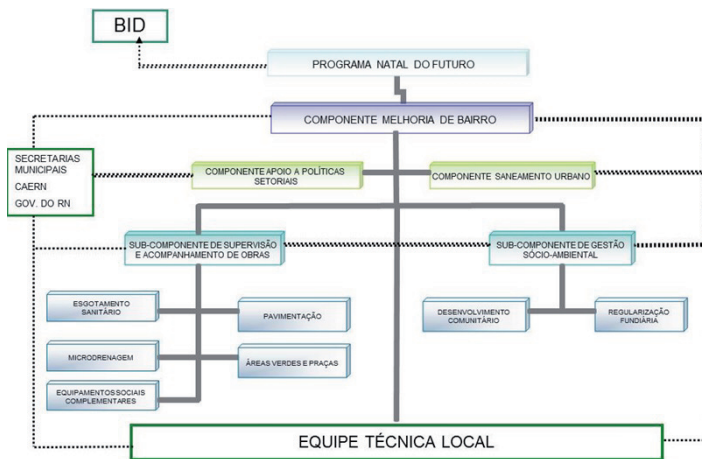 BID
PROGRAMA NATAL DO FUTURO
COMPONENTE MELHORIA DE BAIRRO
SECRETARIAS
MUNICIPAIS
CAERN
GOV. DO RN
COMPONENTE APOIO A POLÍTICAS
SETORIAIS
COMPONENTE SANEAMENTO URBANO
SUB-COMPONENTE DE SUPERVISÃO
E ACOMPANHAMENTO DE OBRAS
SUB-COMPONENTE DE GESTÃO
SÓCIO-AMBIENTAL
ESGOTAMENTO
SANITÁRIO
PAVIMENTAÇÃO
DESENVOLVIMENTO
COMUNITÁRIO
REGULARIZAÇÃO
FUNDIÁRIA
MICRODRENAGEM
ÁREAS VERDES E PRAÇAS
EQUIPAMENTOS SOCIAIS
COMPLEMENTARES
EQUIPE TÉCNICA LOCAL